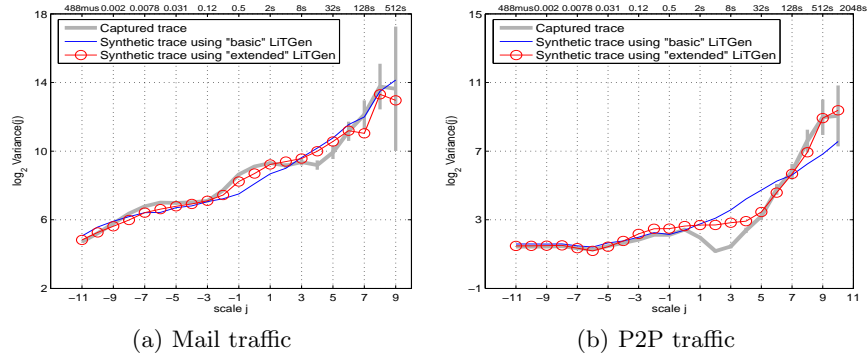 488mus 0.002 0.0078 0.031 0.12 0.5 2s 8s 32s 128s 512s
18
14
10
6
2
log2 Variance(j)
Captured trace
Synthetic trace using "basic" LiTGen
Synthetic trace using "extended" LiTGen
−11 −9 −7 −5 −3 −1 1 3 5 7 9
scale j
(a) Mail traffic
488mus 0.002 0.0078 0.031 0.12 0.5 2s 8s 32s 128s 512s 2048s
15
11
7
3
−1
log2 Variance(j)
Captured trace
Synthetic trace using "basic" LiTGen
Synthetic trace using "extended" LiTGen
−11 −9 −7 −5 −3 −1 1 3 5 7 9 11
scale j
(b) P2P traffic